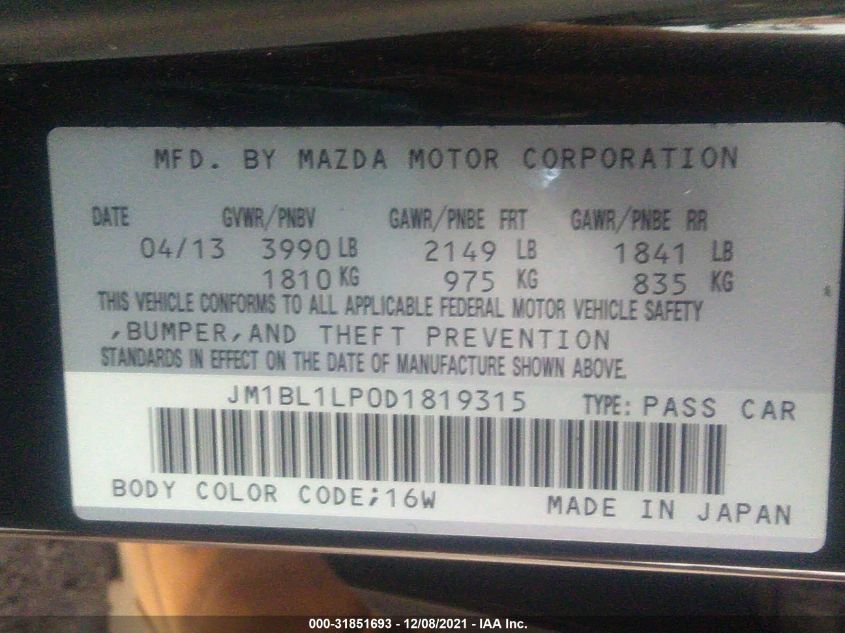 MFD. BY MAZDA MOTOR CORPORATION
DATE GVWR/PNBV GAWR/PNBE FRT GAWR/PNBE RR
04/13 3990 LB 2149 LB 1841 LB
1810 KG 975 KG 835 KG
THIS VEHICLE CONFORMS TO ALL APPLICABLE FEDERAL MOTOR VEHICLE SAFETY
,BUMPER,AND THEFT PREVENTION
STANDARDS IN EFFECT ON THE DATE OF MANUFACTURE SHOWN ABOVE.
JM1BL1LP0D1819315 TYPE: PASS CAR
BODY COLOR CODE;16W MADE IN JAPAN
000-31851693 - 12/08/2021 - IAA Inc.